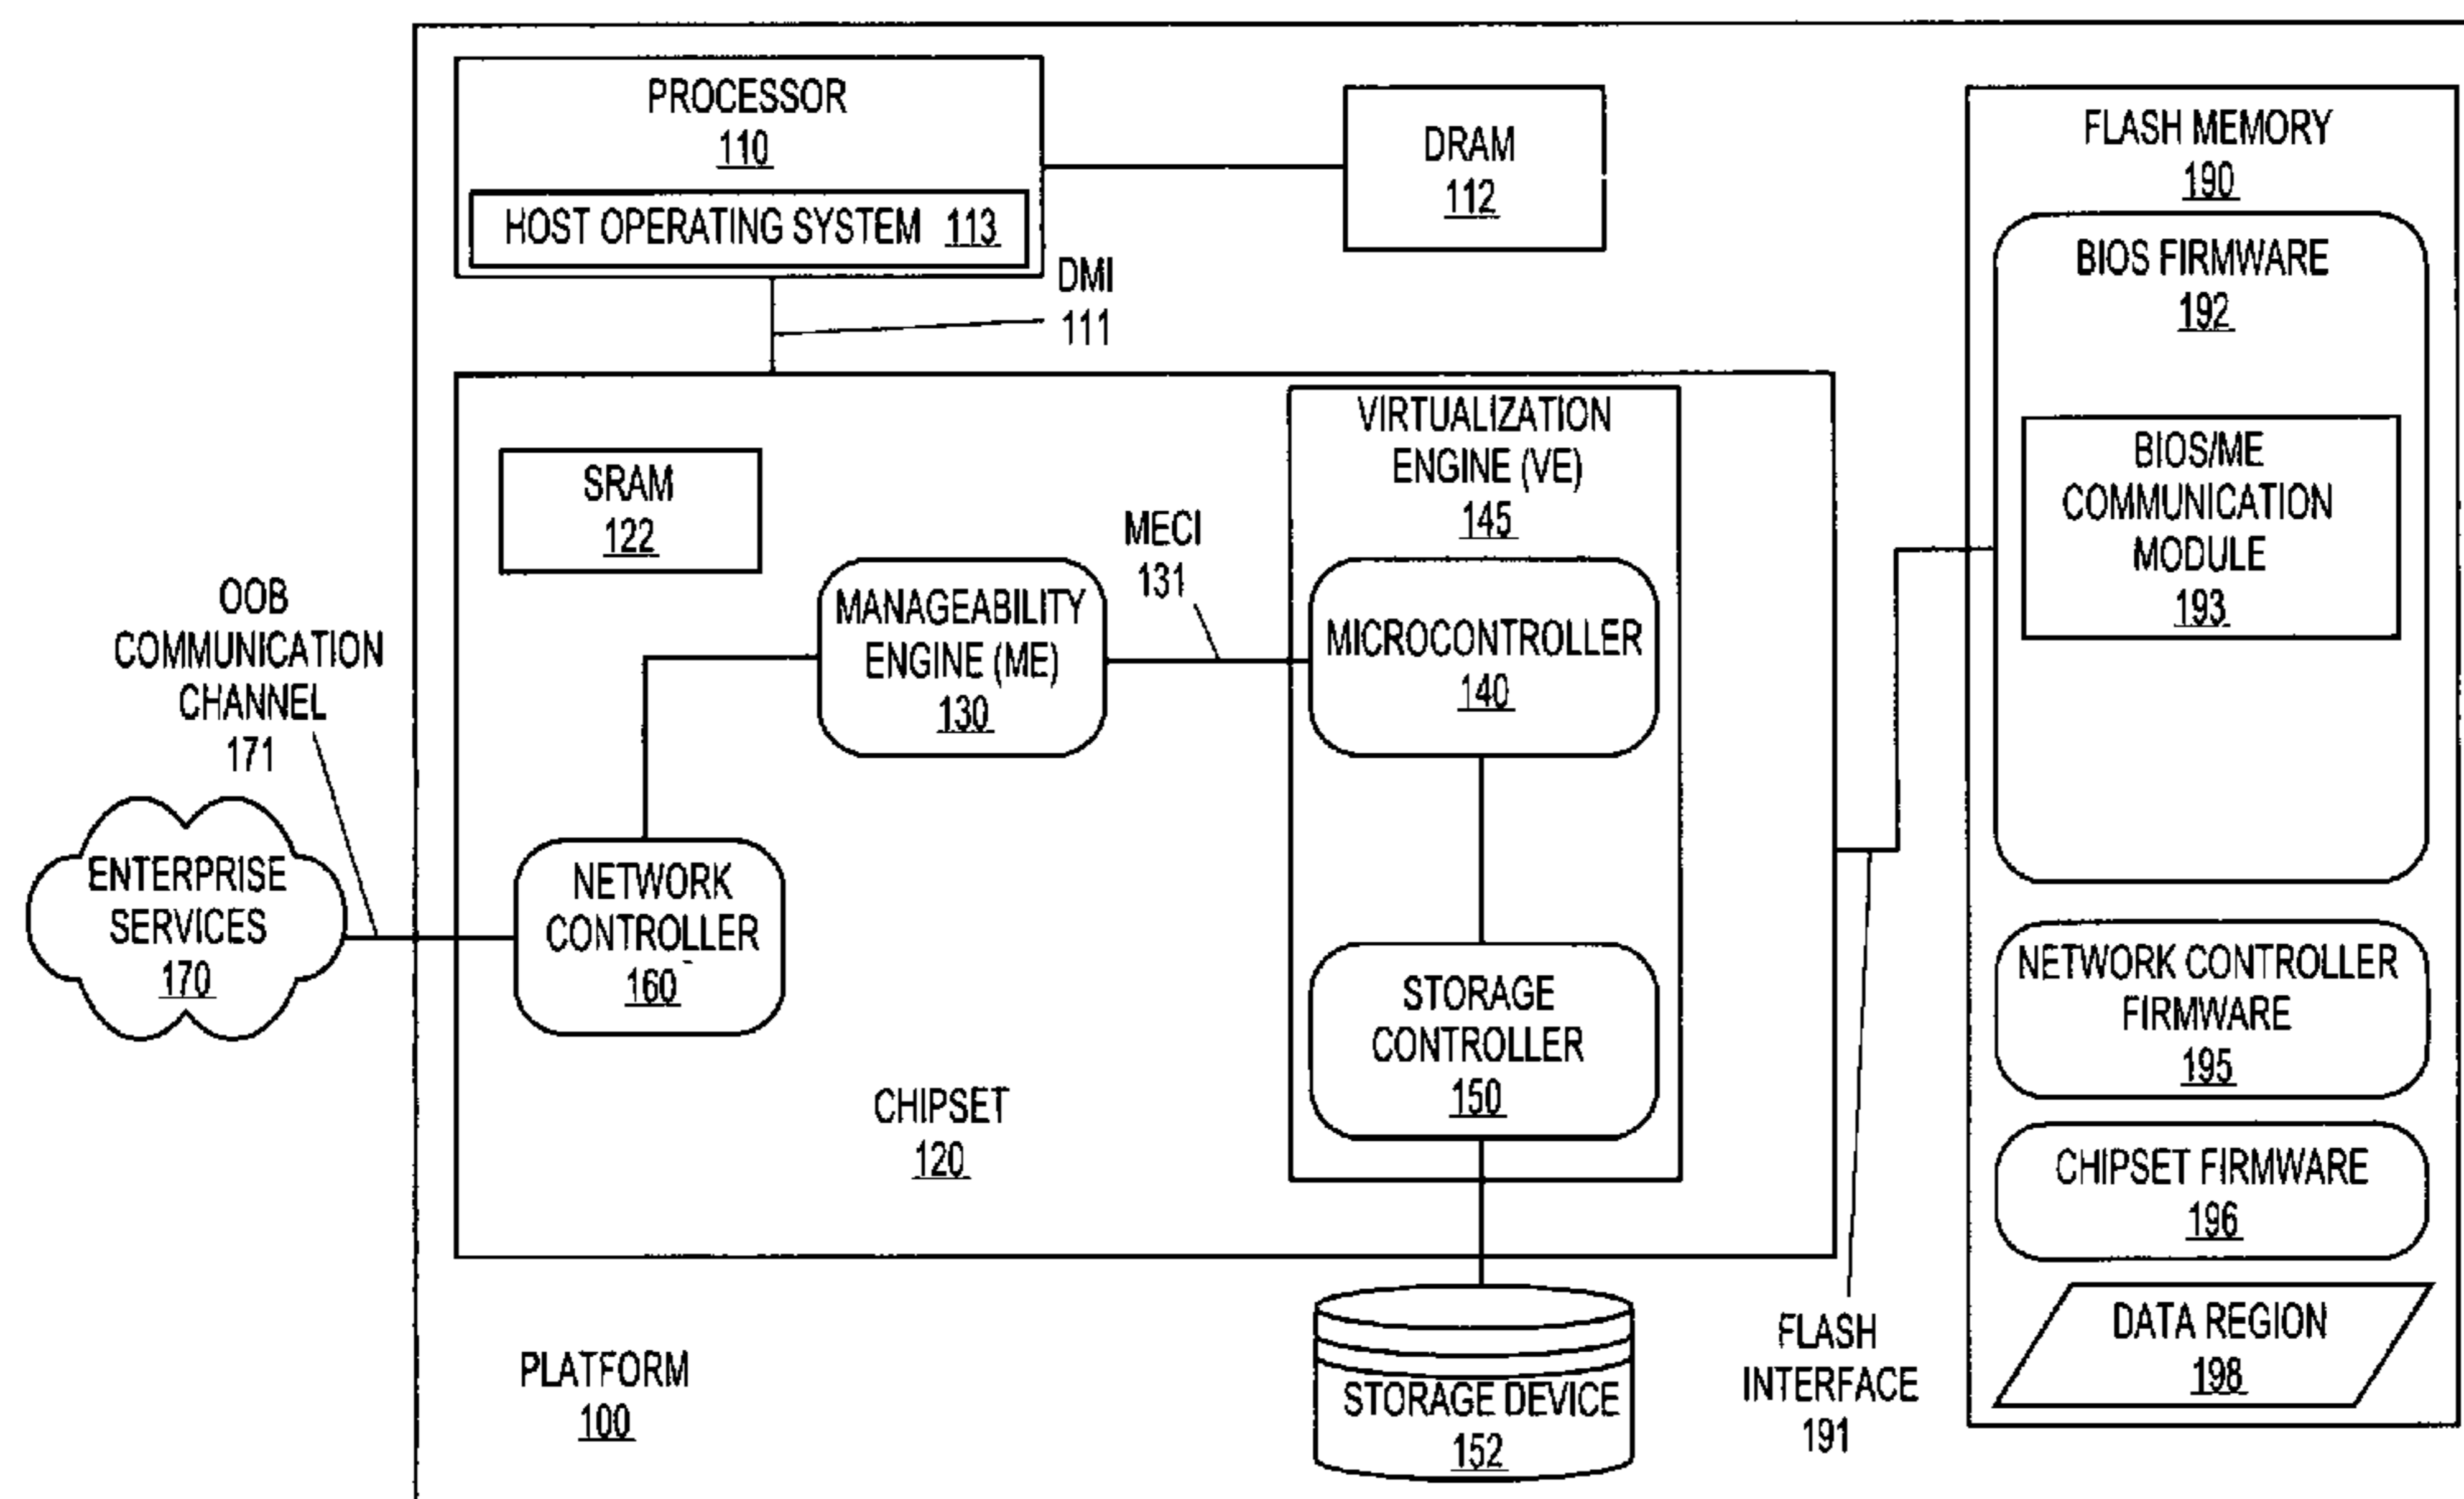 PROCESSOR
110
HOST OPERATING SYSTEM 113
DRAM
112
DMI
111
FLASH MEMORY
190
BIOS FIRMWARE
192
BIOS/ME
COMMUNICATION
MODULE
193
NETWORK CONTROLLER
FIRMWARE
195
CHIPSET FIRMWARE
196
DATA REGION
198
VIRTUALIZATION
ENGINE (VE)
145
SRAM
122
MECI
131
MANAGEABILITY
ENGINE (ME)
130
MICROCONTROLLER
140
OOB
COMMUNICATION
CHANNEL
171
ENTERPRISE
SERVICES
170
NETWORK
CONTROLLER
160
STORAGE
CONTROLLER
150
CHIPSET
120
PLATFORM
100
STORAGE DEVICE
152
FLASH
INTERFACE
191